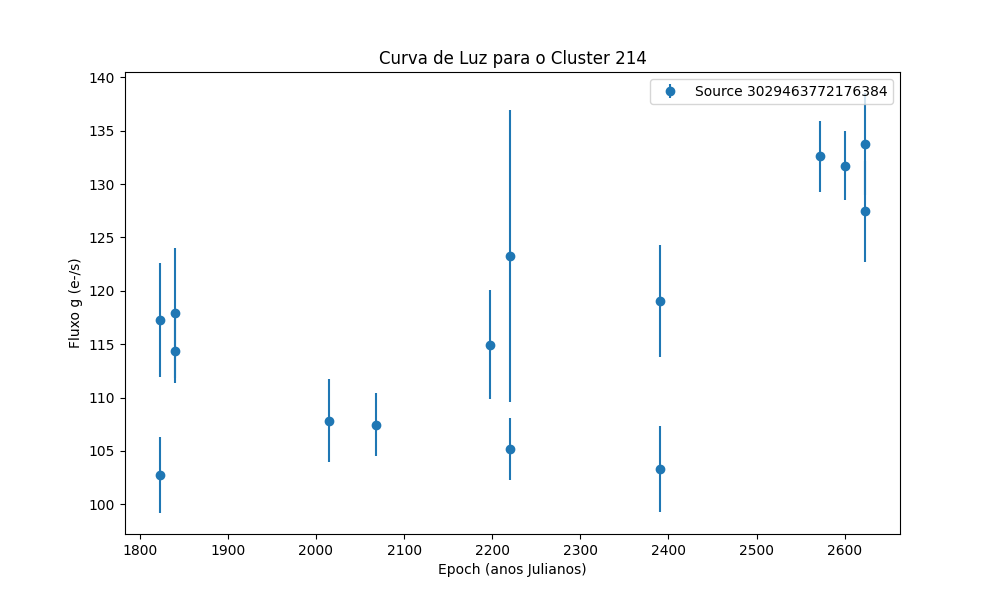 Curva de Luz para o Cluster 214
Source 3029463772176384
Fluxo g (e-/s)
140
135
130
125
120
115
110
105
100
1800 1900 2000 2100 2200 2300 2400 2500 2600
Epoch (anos Julianos)